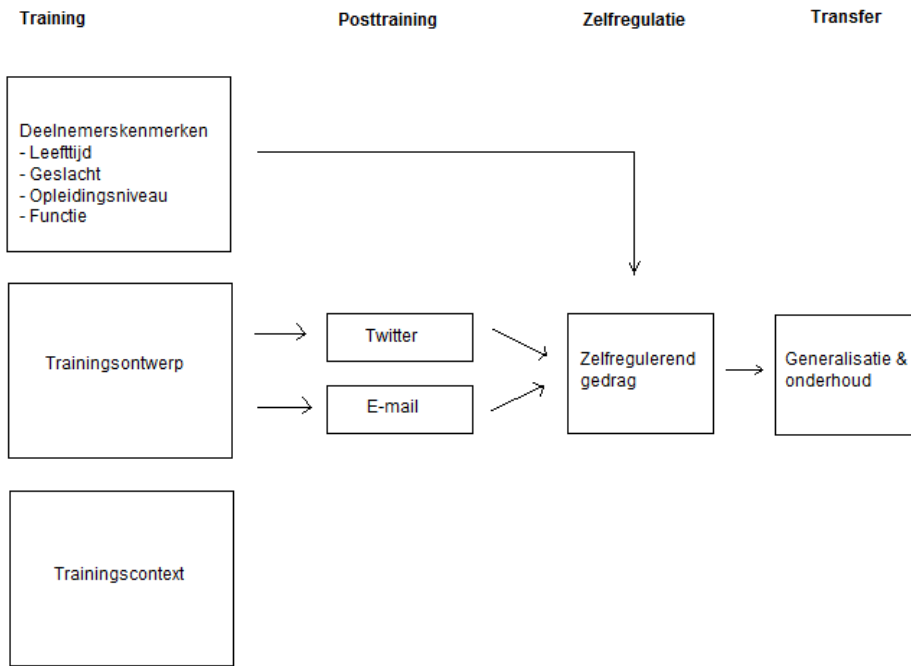 Training
Posttraining
Zelfregulatie
Transfer
Deelnemerskenmerken
- Leefttijd
- Geslacht
- Opleidingsniveau
- Functie
Trainingsontwerp
Twitter
E-mail
Zelfregulerend
gedrag
Generalisatie &
onderhoud
Trainingscontext